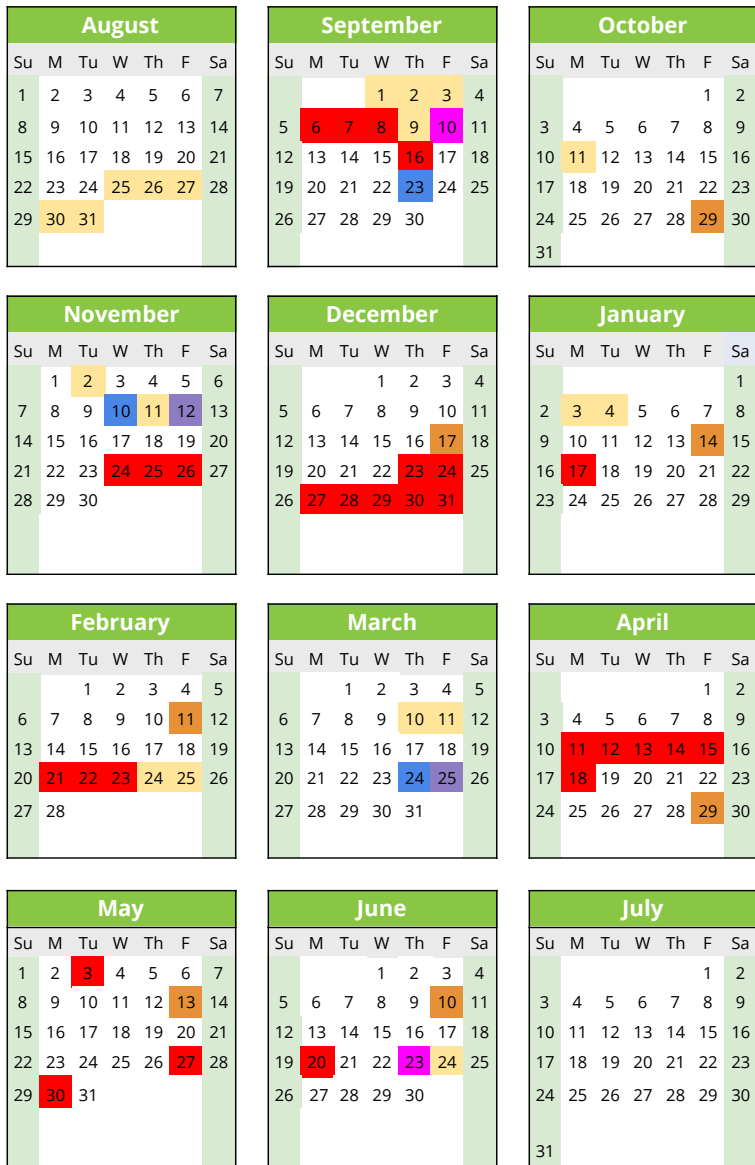 August
Su M Tu W Th F Sa
1 2 3 4 5 6 7
8 9 10 11 12 13 14
15 16 17 18 19 20 21
22 23 24 25 26 27 28
29 30 31
September
Su M Tu W Th F Sa
1 2 3 4
5 6 7 8 9 10 11
12 13 14 15 16 17 18
19 20 21 22 23 24 25
26 27 28 29 30
October
Su M Tu W Th F Sa
1 2
3 4 5 6 7 8 9
10 11 12 13 14 15 16
17 18 19 20 21 22 23
24 25 26 27 28 29 30
31
November
Su M Tu W Th F Sa
1 2 3 4 5 6
7 8 9 10 11 12 13
14 15 16 17 18 19 20
21 22 23 24 25 26 27
28 29 30
December
Su M Tu W Th F Sa
1 2 3 4
5 6 7 8 9 10 11
12 13 14 15 16 17 18
19 20 21 22 23 24 25
26 27 28 29 30 31
January
Su M Tu W Th F Sa
1
2 3 4 5 6 7 8
9 10 11 12 13 14 15
16 17 18 19 20 21 22
23 24 25 26 27 28 29
February
Su M Tu W Th F Sa
1 2 3 4 5
6 7 8 9 10 11 12
13 14 15 16 17 18 19
20 21 22 23 24 25 26
27 28
March
Su M Tu W Th F Sa
1 2 3 4 5
6 7 8 9 10 11 12
13 14 15 16 17 18 19
20 21 22 23 24 25 26
27 28 29 30 31
April
Su M Tu W Th F Sa
1 2
3 4 5 6 7 8 9
10 11 12 13 14 15 16
17 18 19 20 21 22 23
24 25 26 27 28 29 30
May
Su M Tu W Th F Sa
1 2 3 4 5 6 7
8 9 10 11 12 13 14
15 16 17 18 19 20 21
22 23 24 25 26 27 28
29 30 31
June
Su M Tu W Th F Sa
1 2 3 4
5 6 7 8 9 10 11
12 13 14 15 16 17 18
19 20 21 22 23 24 25
26 27 28 29 30
July
Su M Tu W Th F Sa
1 2
3 4 5 6 7 8 9
10 11 12 13 14 15 16
17 18 19 20 21 22 23
24 25 26 27 28 29 30
31